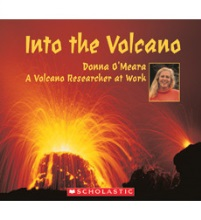 Into the Volcano
Donna O'Meara
A Volcano Researcher at Work
SCHOLASTIC